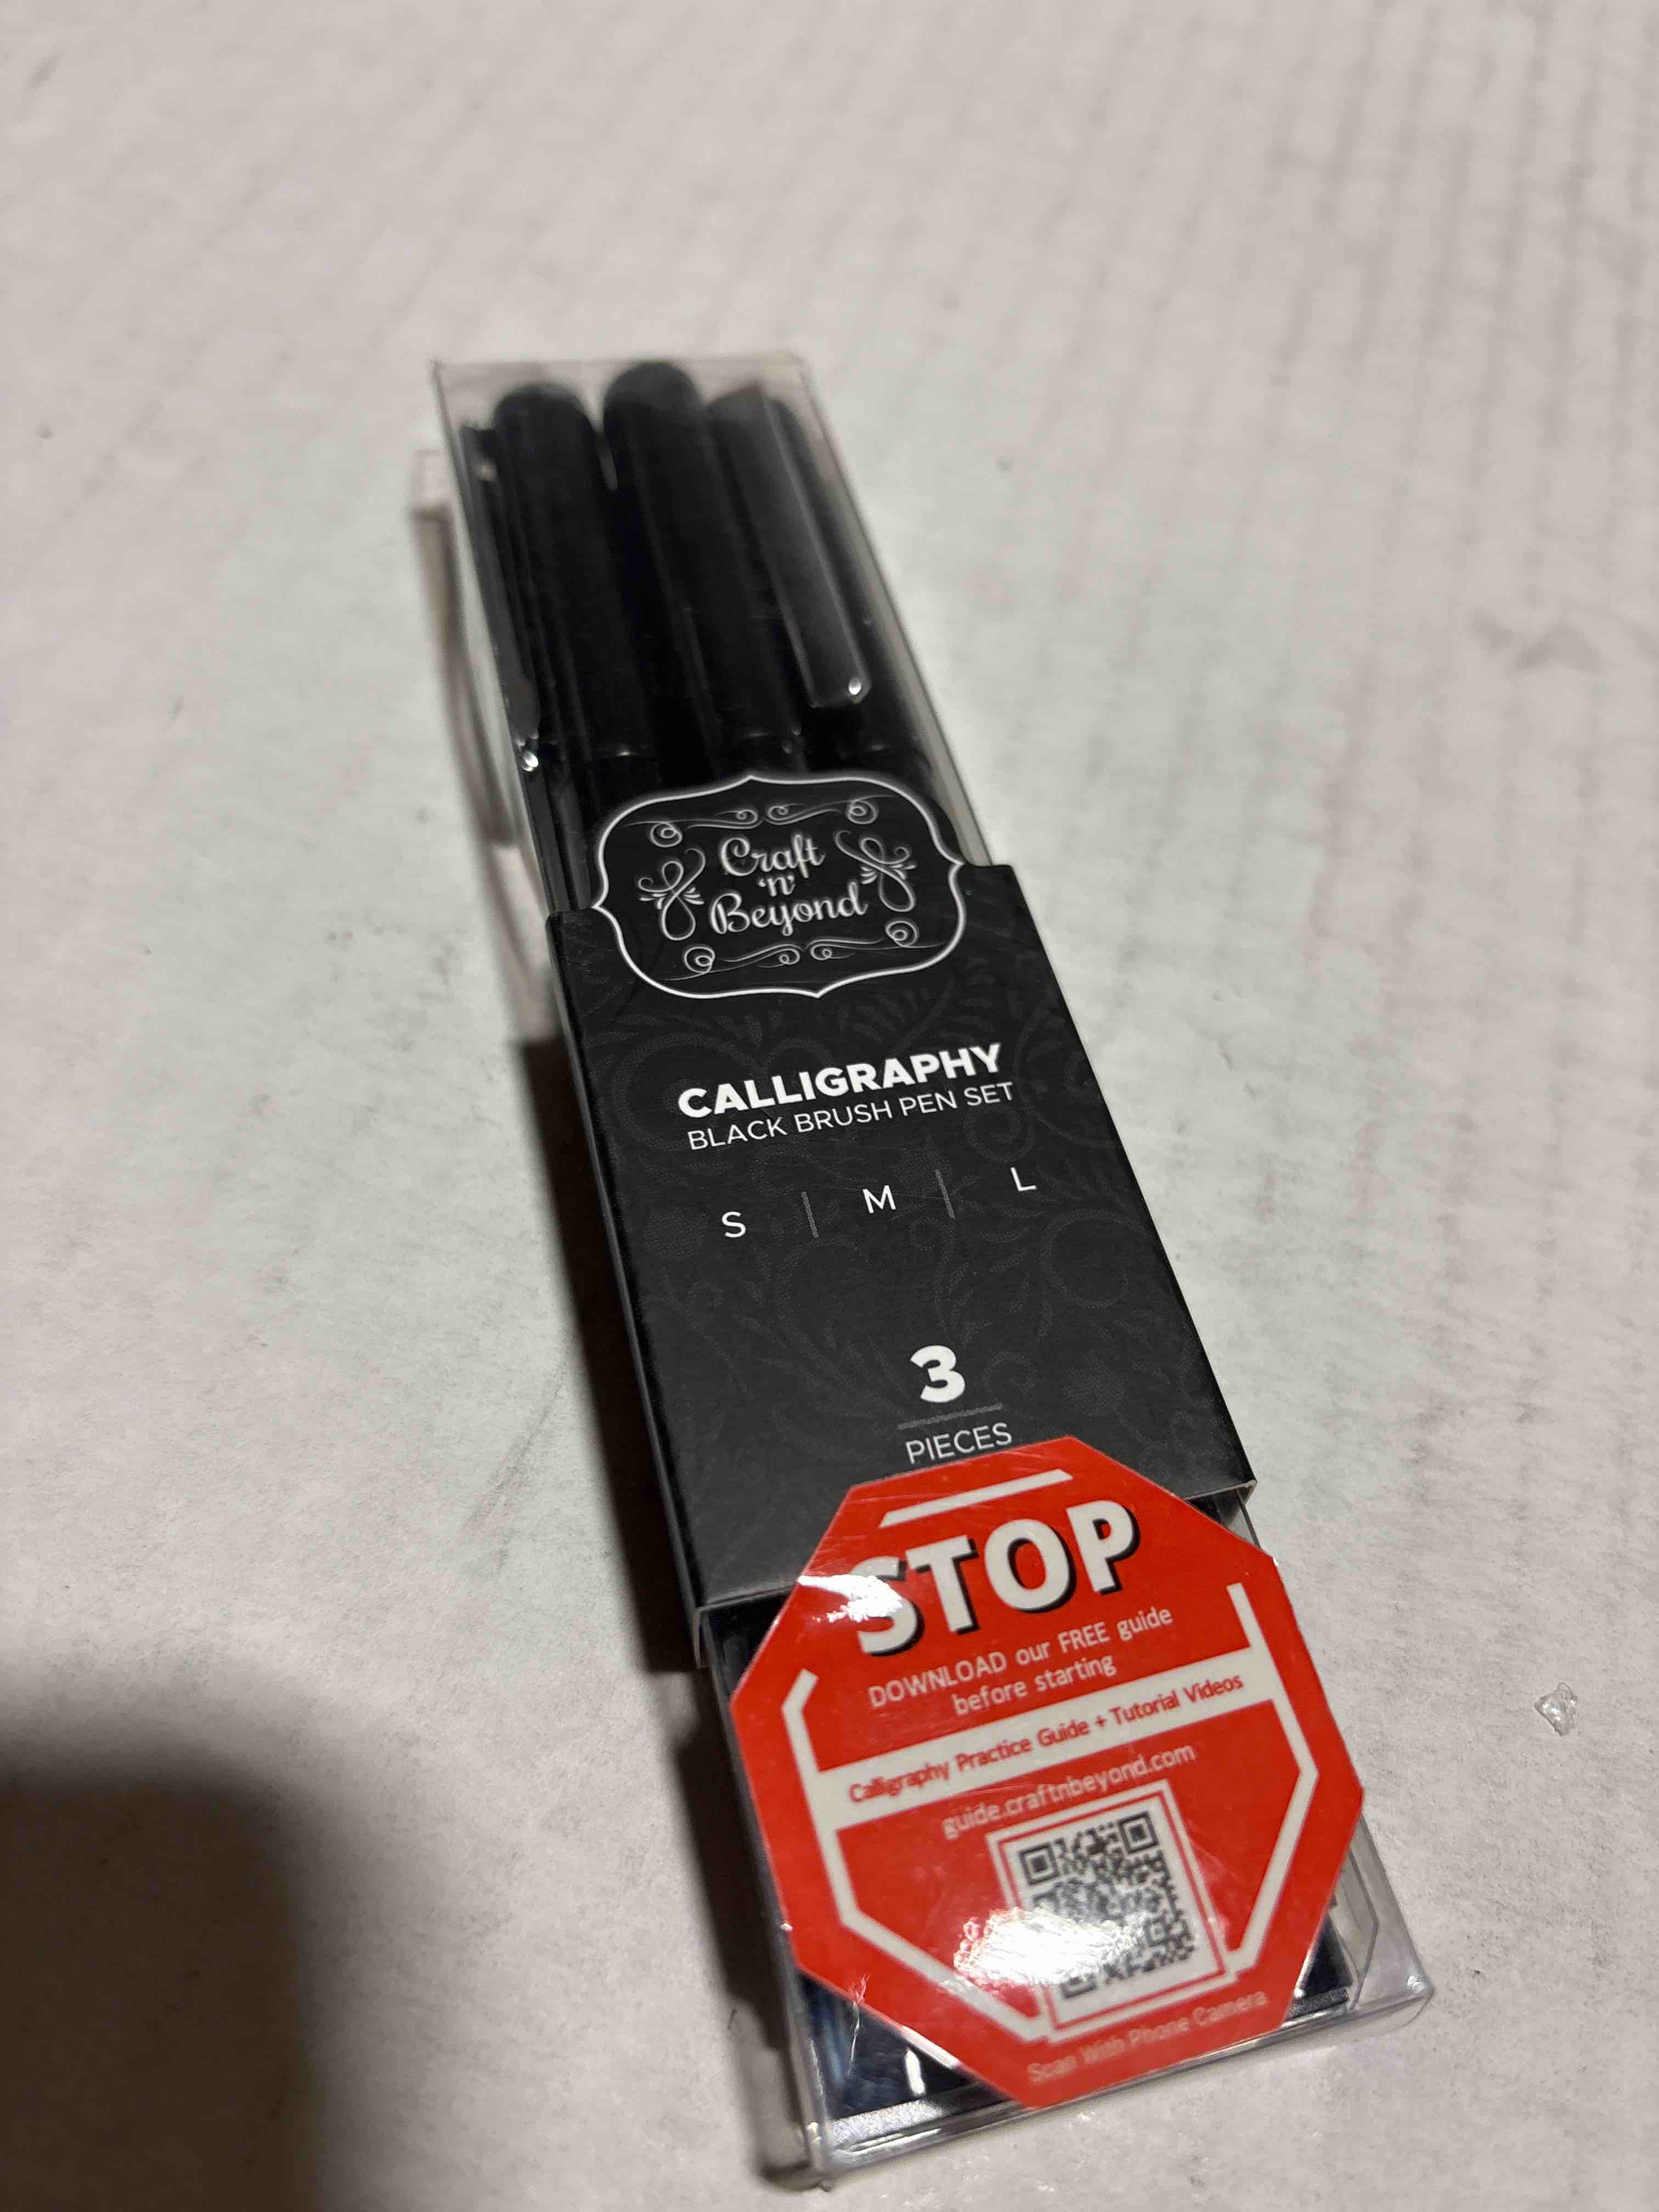 Craft
'n'
Beyond
CALLIGRAPHY
BLACK BRUSH PEN SET
S | M | L
3
PIECES
STOP
DOWNLOAD our FREE guide
before starting
Calligraphy Practice Guide + Tutorial Videos
guide.craftnbeyond.com
Scan With Phone Camera